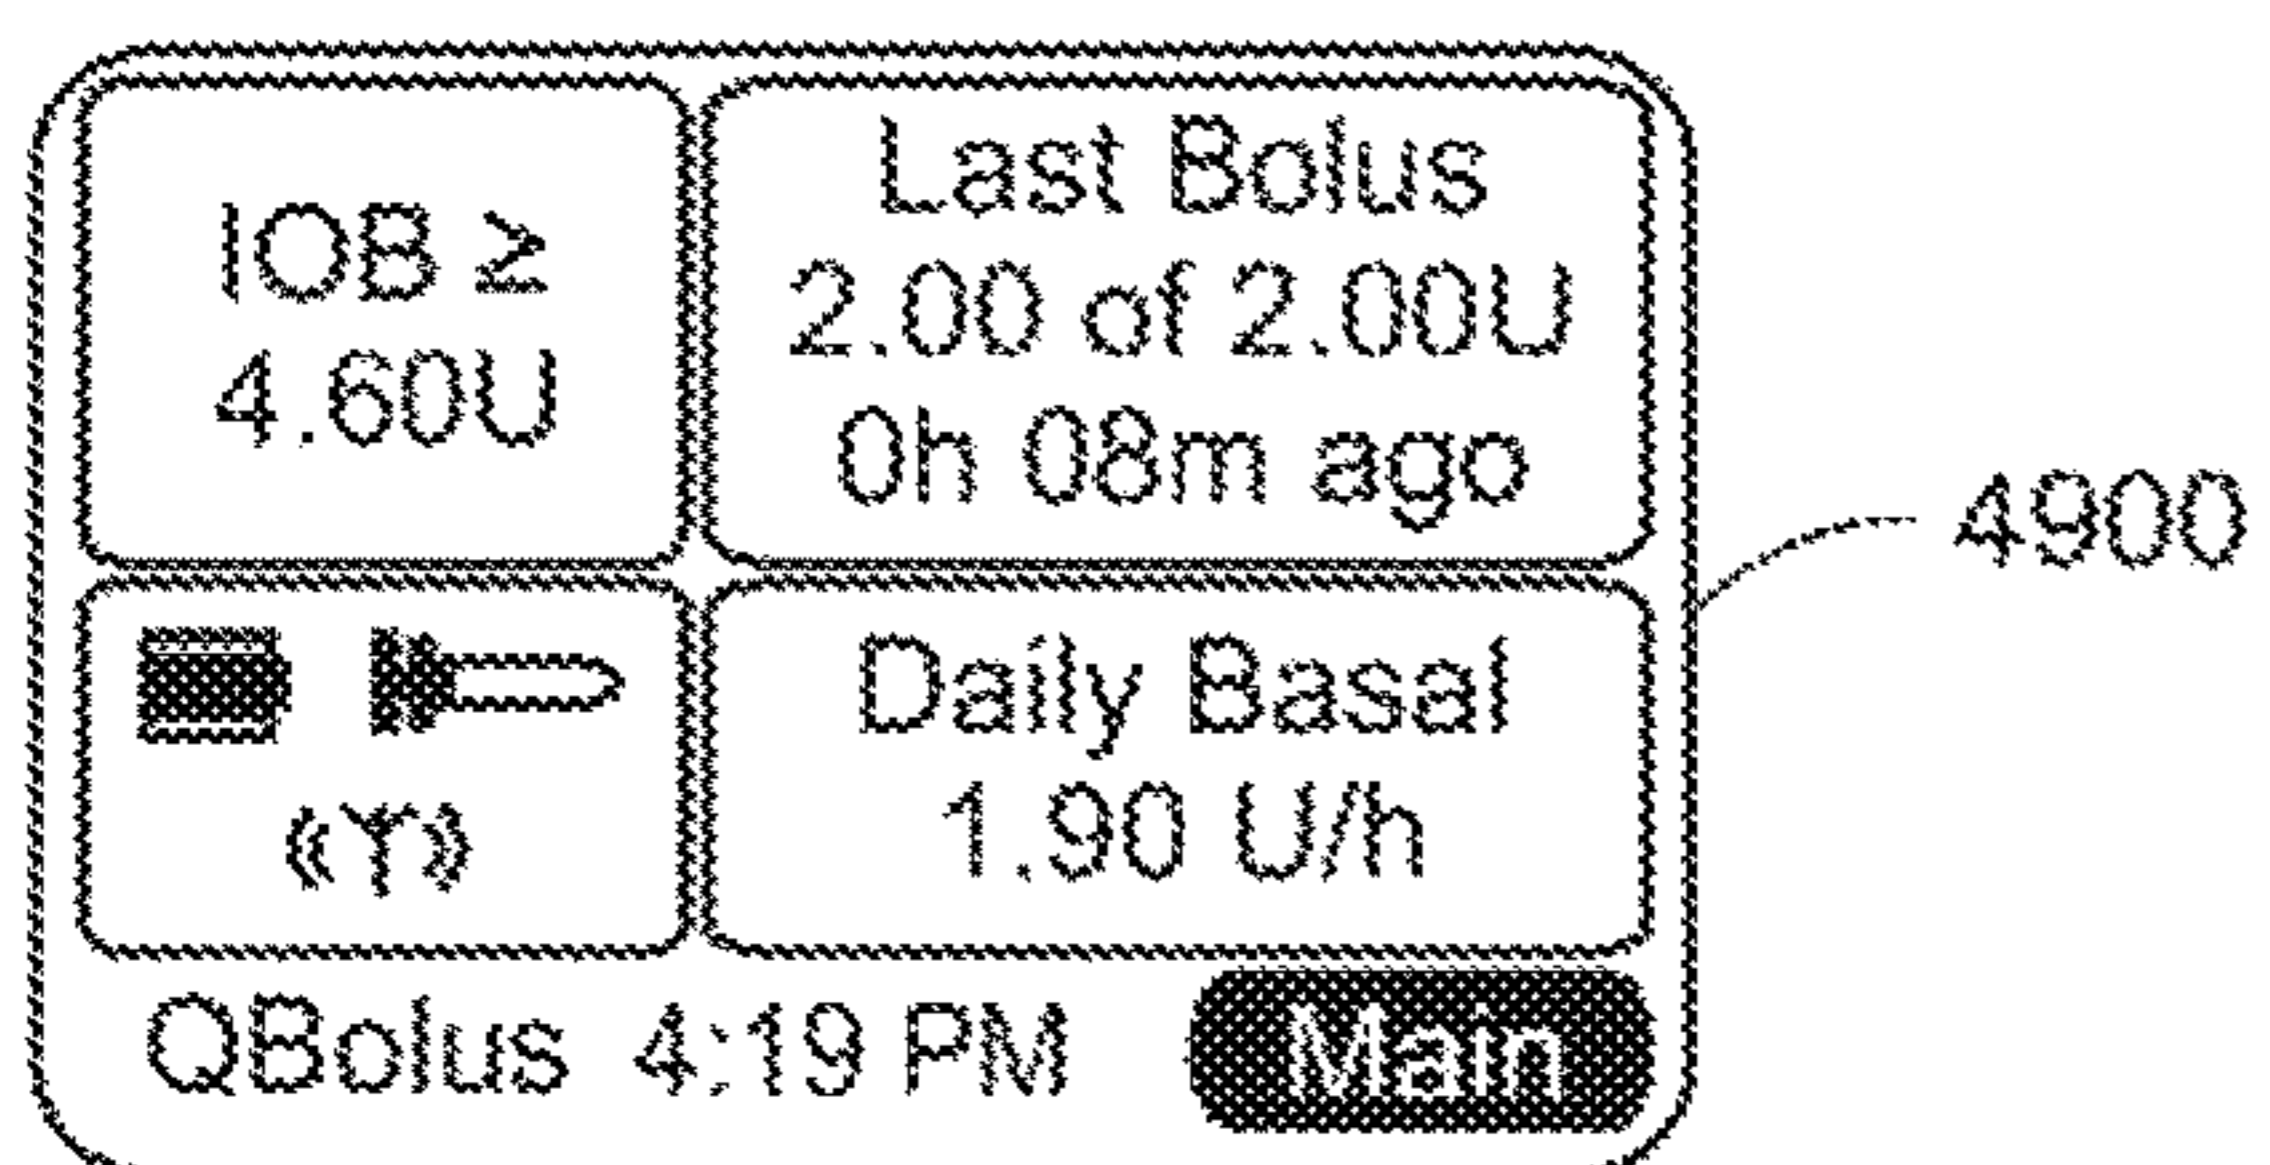 IOB ≥
4.60U
Last Bolus
2.00 of 2.00U
0h 08m ago
4900
Daily Basal
1.90 U/h
QBolus 4:19 PM Main